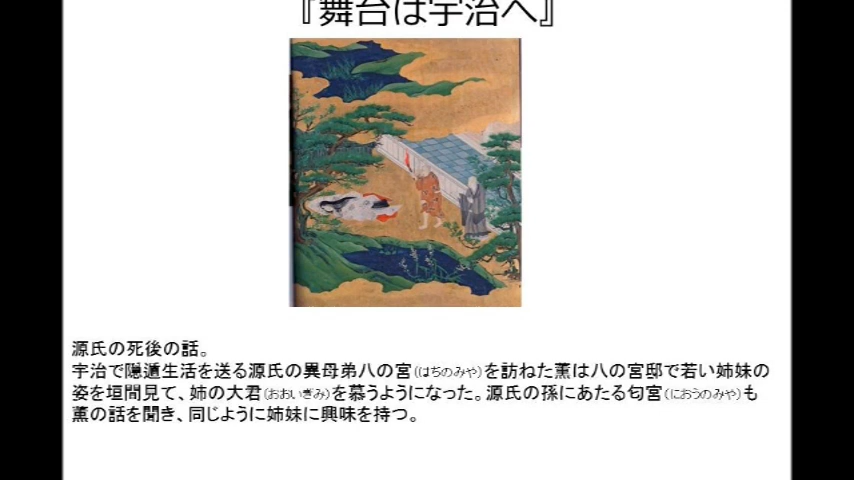 『舞台は宇治へ』
源氏の死後の話。
宇治で隠遁生活を送る源氏の異母弟八の宮(はちのみや)を訪ねた薫は八の宮邸で若い姉妹の
姿を垣間見て、姉の大君(おおいぎみ)を慕うようになった。源氏の孫にあたる匂宮(におうのみや)も
薫の話を聞き、同じように姉妹に興味を持つ。